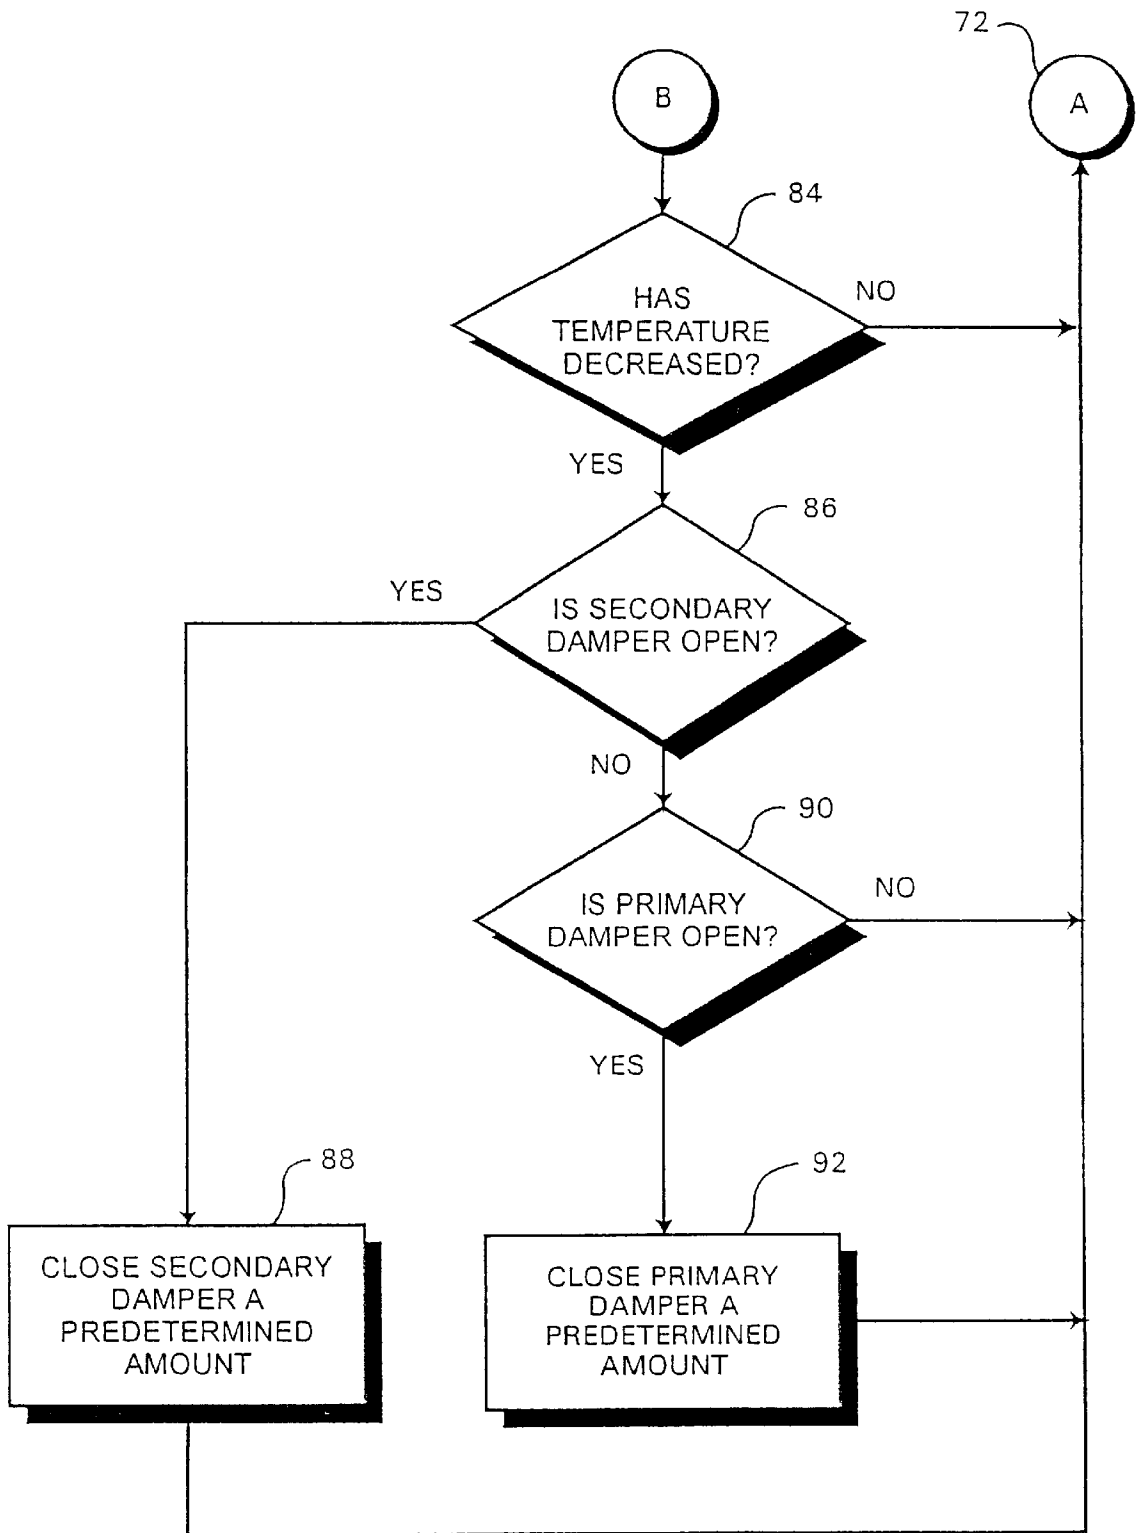 72
B
A
84
HAS
TEMPERATURE
DECREASED?
NO
YES
86
YES
IS SECONDARY
DAMPER OPEN?
NO
90
IS PRIMARY
DAMPER OPEN?
NO
YES
88
92
CLOSE SECONDARY
DAMPER A
PREDETERMINED
AMOUNT
CLOSE PRIMARY
DAMPER A
PREDETERMINED
AMOUNT